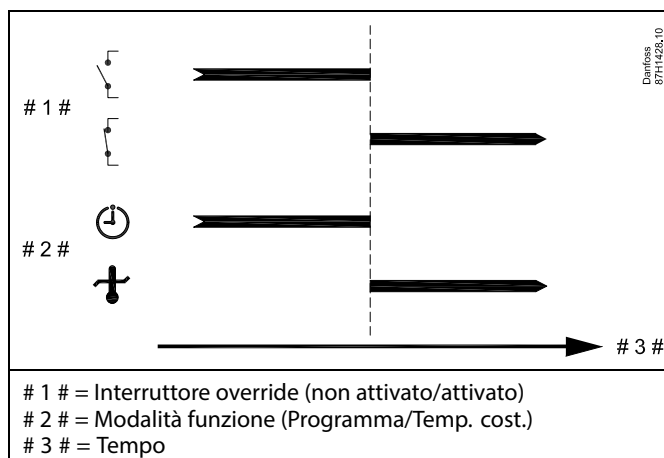 Danfoss
87H1428.10
# 1 #
# 2 #
# 3 #
# 1 # = Interruttore override (non attivato/attivato)
# 2 # = Modalità funzione (Programma/Temp. cost.)
# 3 # = Tempo